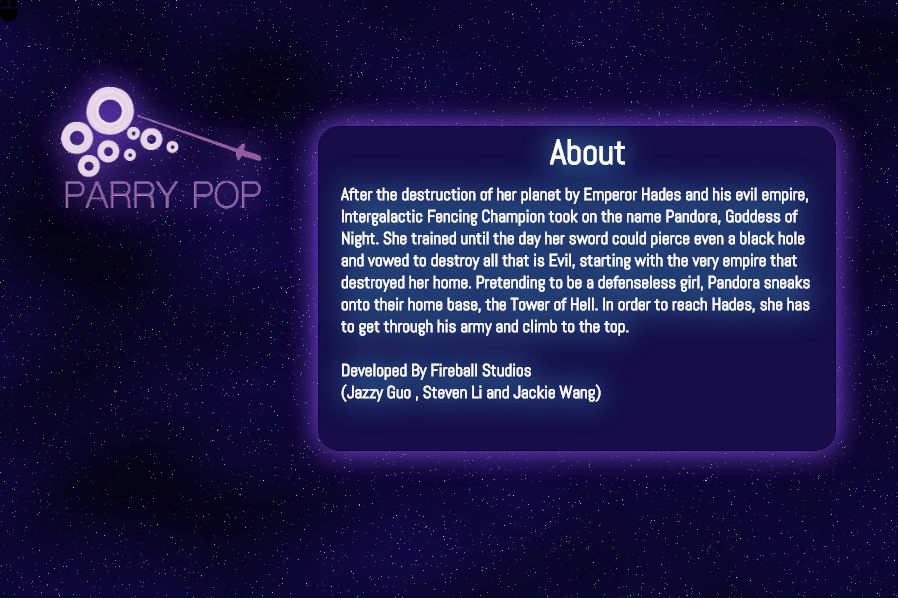 PARRY POP
About
After the destruction of her planet by Emperor Hades and his evil empire,
Intergalactic Fencing Champion took on the name Pandora, Goddess of
Night. She trained until the day her sword could pierce even a black hole
and vowed to destroy all that is Evil, starting with the very empire that
destroyed her home. Pretending to be a defenseless girl, Pandora sneaks
onto their home base, the Tower of Hell. In order to reach Hades, she has
to get through his army and climb to the top.
Developed By Fireball Studios
(Jazzy Guo , Steven Li and Jackie Wang)